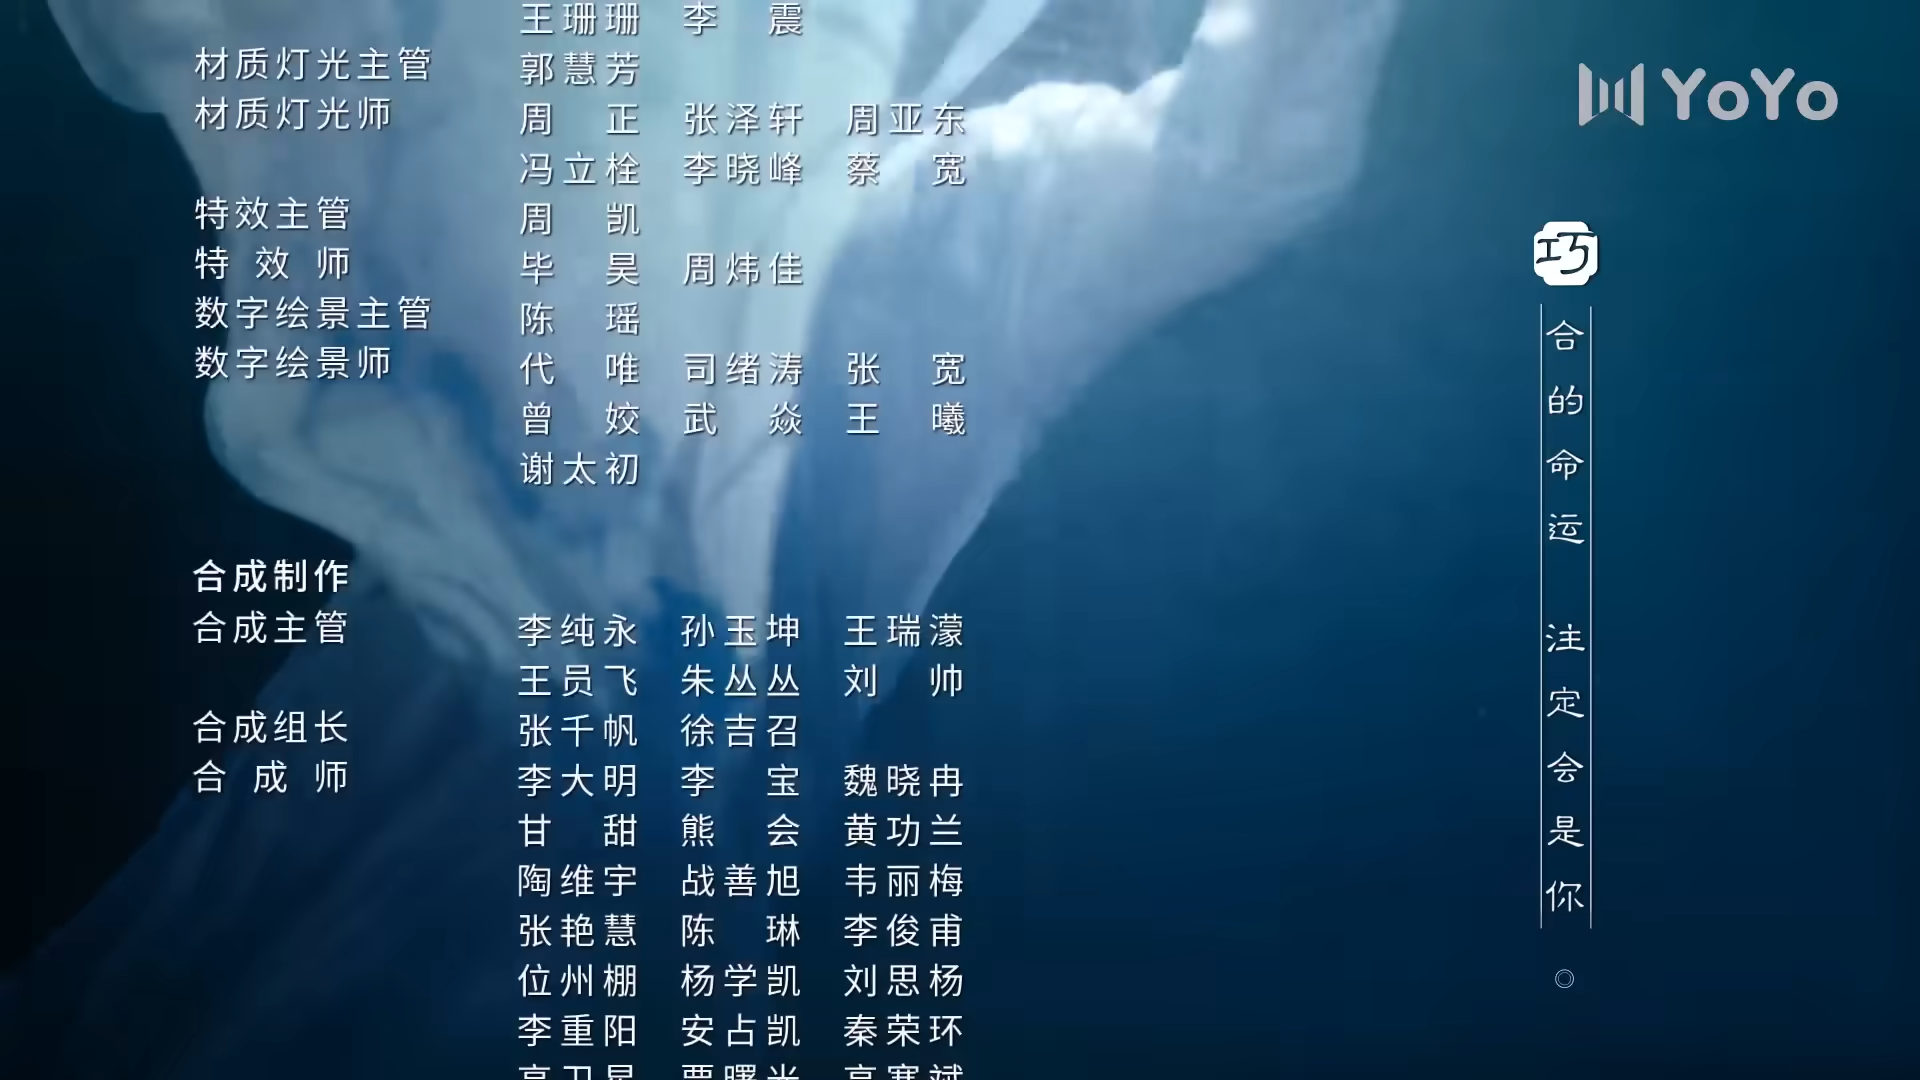 王珊珊 李震
材质灯光主管 郭慧芳
材质灯光师 周正 张泽轩 周亚东
冯立栓 李晓峰 蔡宽
特效主管 周凯
特效师 毕昊 周炜佳
数字绘景主管 陈瑶
数字绘景师 代唯 司绪涛 张宽
曾姣 武焱 王曦
谢太初
合成制作
合成主管 李纯永 孙玉坤 王瑞濛
王员飞 朱丛丛 刘帅
合成组长 张千帆 徐吉召
合成师 李大明 李宝 魏晓冉
甘甜 熊会 黄功兰
陶维宇 战善旭 韦丽梅
张艳慧 陈琳 李俊甫
位州棚 杨学凯 刘思杨
李重阳 安占凯 秦荣环
YoYo
巧合的命运 注定会是你